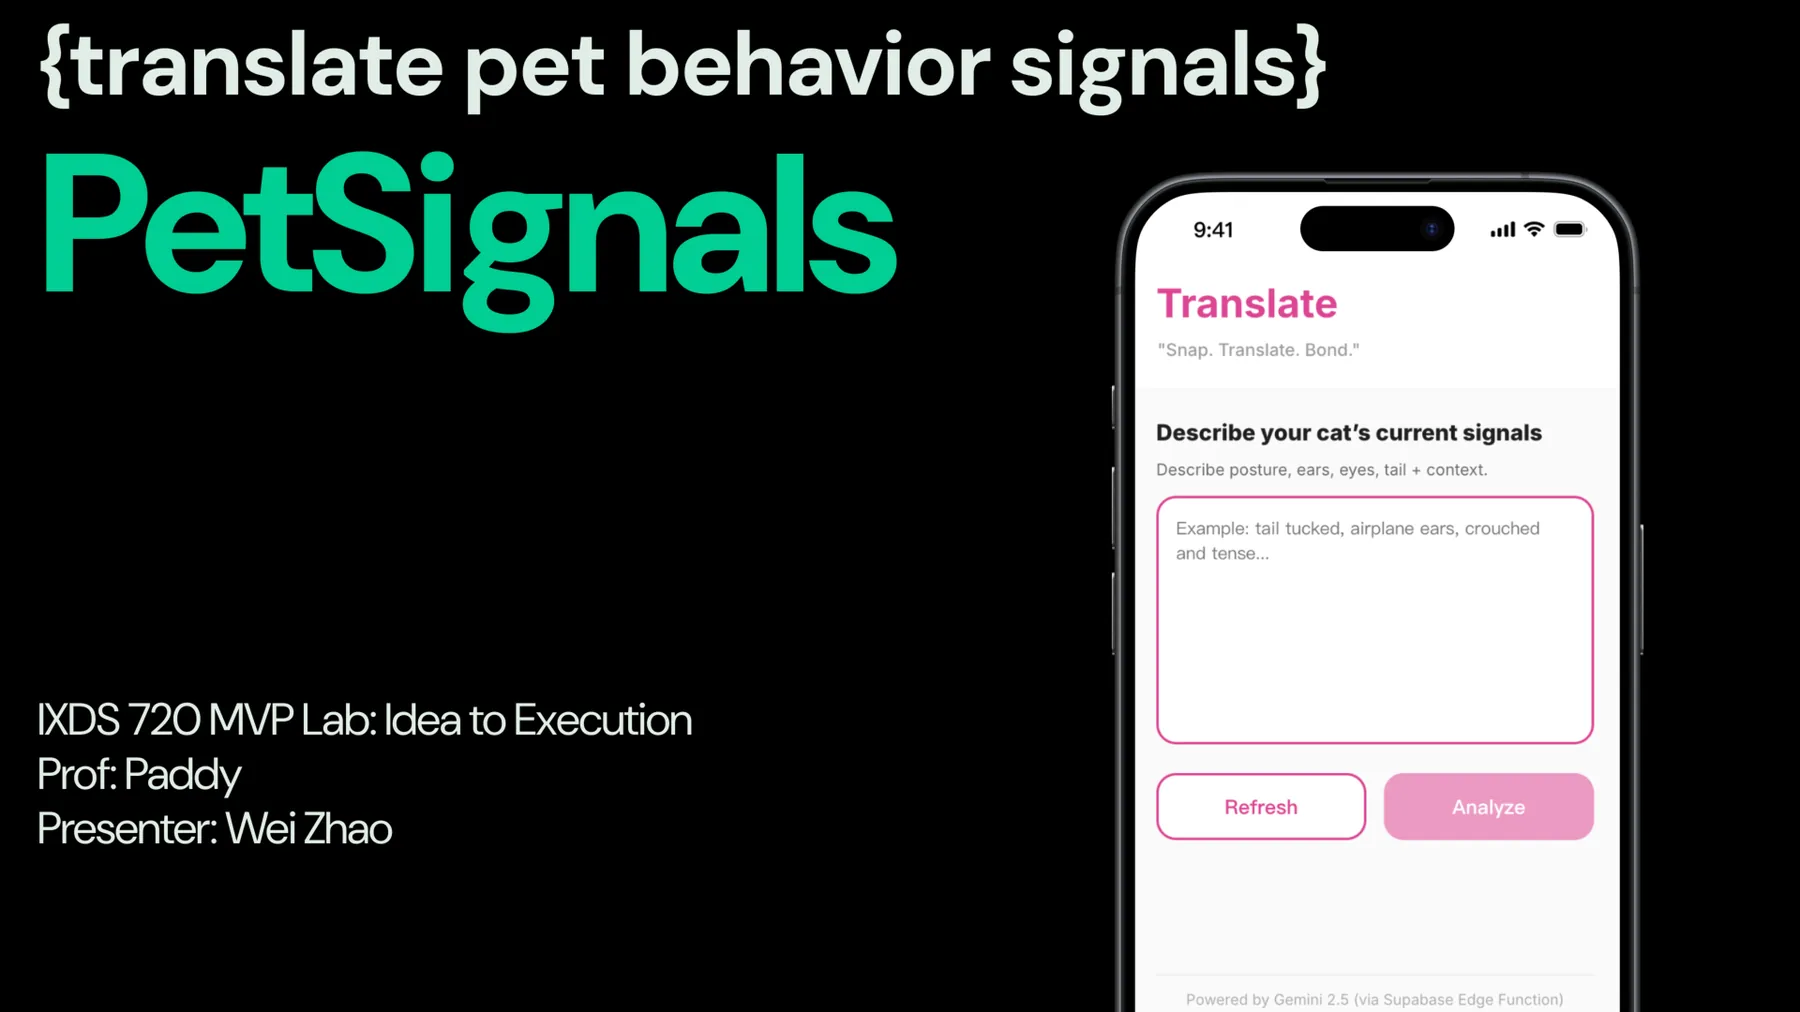 {translate pet behavior signals}
PetSignals
IXDS 720 MVP Lab: Idea to Execution
Prof: Paddy
Presenter: Wei Zhao
9:41
Translate
"Snap. Translate. Bond."
Describe your cat’s current signals
Describe posture, ears, eyes, tail + context.
Example: tail tucked, airplane ears, crouched
and tense...
Refresh
Analyze
Powered by Gemini 2.5 (via Supabase Edge Function)